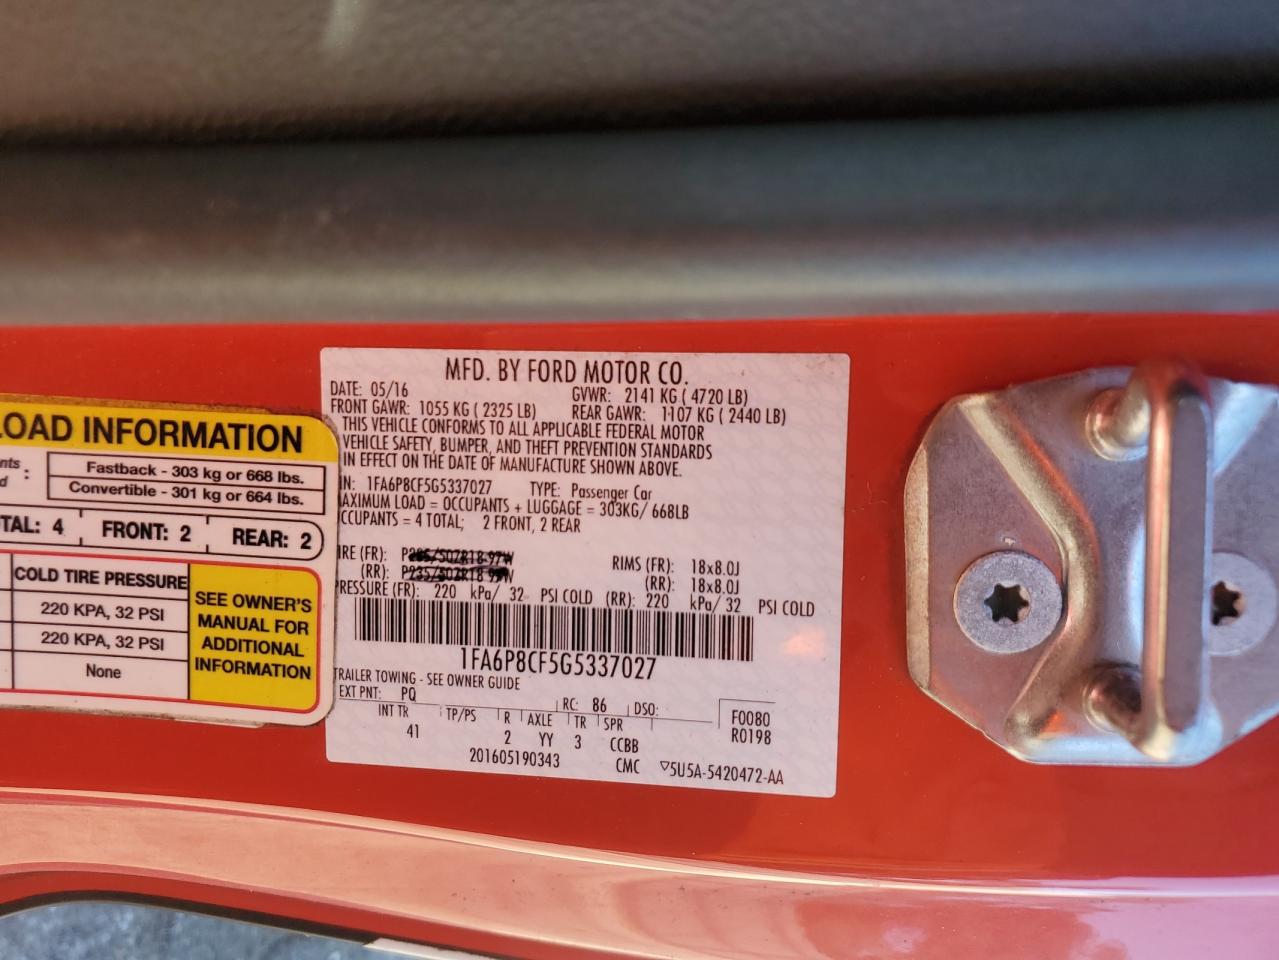 LOAD INFORMATION
Fastback - 303 kg or 668 lbs.
Convertible - 301 kg or 664 lbs.
TAL: 4 FRONT: 2 REAR: 2
COLD TIRE PRESSURE
220 KPA, 32 PSI
220 KPA, 32 PSI
None
SEE OWNER'S
MANUAL FOR
ADDITIONAL
INFORMATION
MFD. BY FORD MOTOR CO.
DATE: 05/16 GVWR: 2141 KG ( 4720 LB)
FRONT GAWR: 1055 KG ( 2325 LB) REAR GAWR: 1107 KG ( 2440 LB)
THIS VEHICLE CONFORMS TO ALL APPLICABLE FEDERAL MOTOR
VEHICLE SAFETY, BUMPER, AND THEFT PREVENTION STANDARDS
IN EFFECT ON THE DATE OF MANUFACTURE SHOWN ABOVE.
IN: 1FA6P8CF5G5337027 TYPE: Passenger Car
AXIMUM LOAD = OCCUPANTS + LUGGAGE = 303KG/ 668LB
OCCUPANTS = 4 TOTAL; 2 FRONT, 2 REAR
IRE (FR): RIMS (FR): 18x8.0J
(RR): (RR): 18x8.0J
PRESSURE (FR): 220 kPa/ 32 PSI COLD (RR): 220 kPa/ 32 PSI COLD
1FA6P8CF5G5337027
TRAILER TOWING - SEE OWNER GUIDE
EXT PNT: PQ RC: 86 DSO: F0080
INT TR TP/PS R AXLE TR SPR R0198
41 2 YY 3 CCBB
201605190343 CMC ▽5U5A-5420472-AA